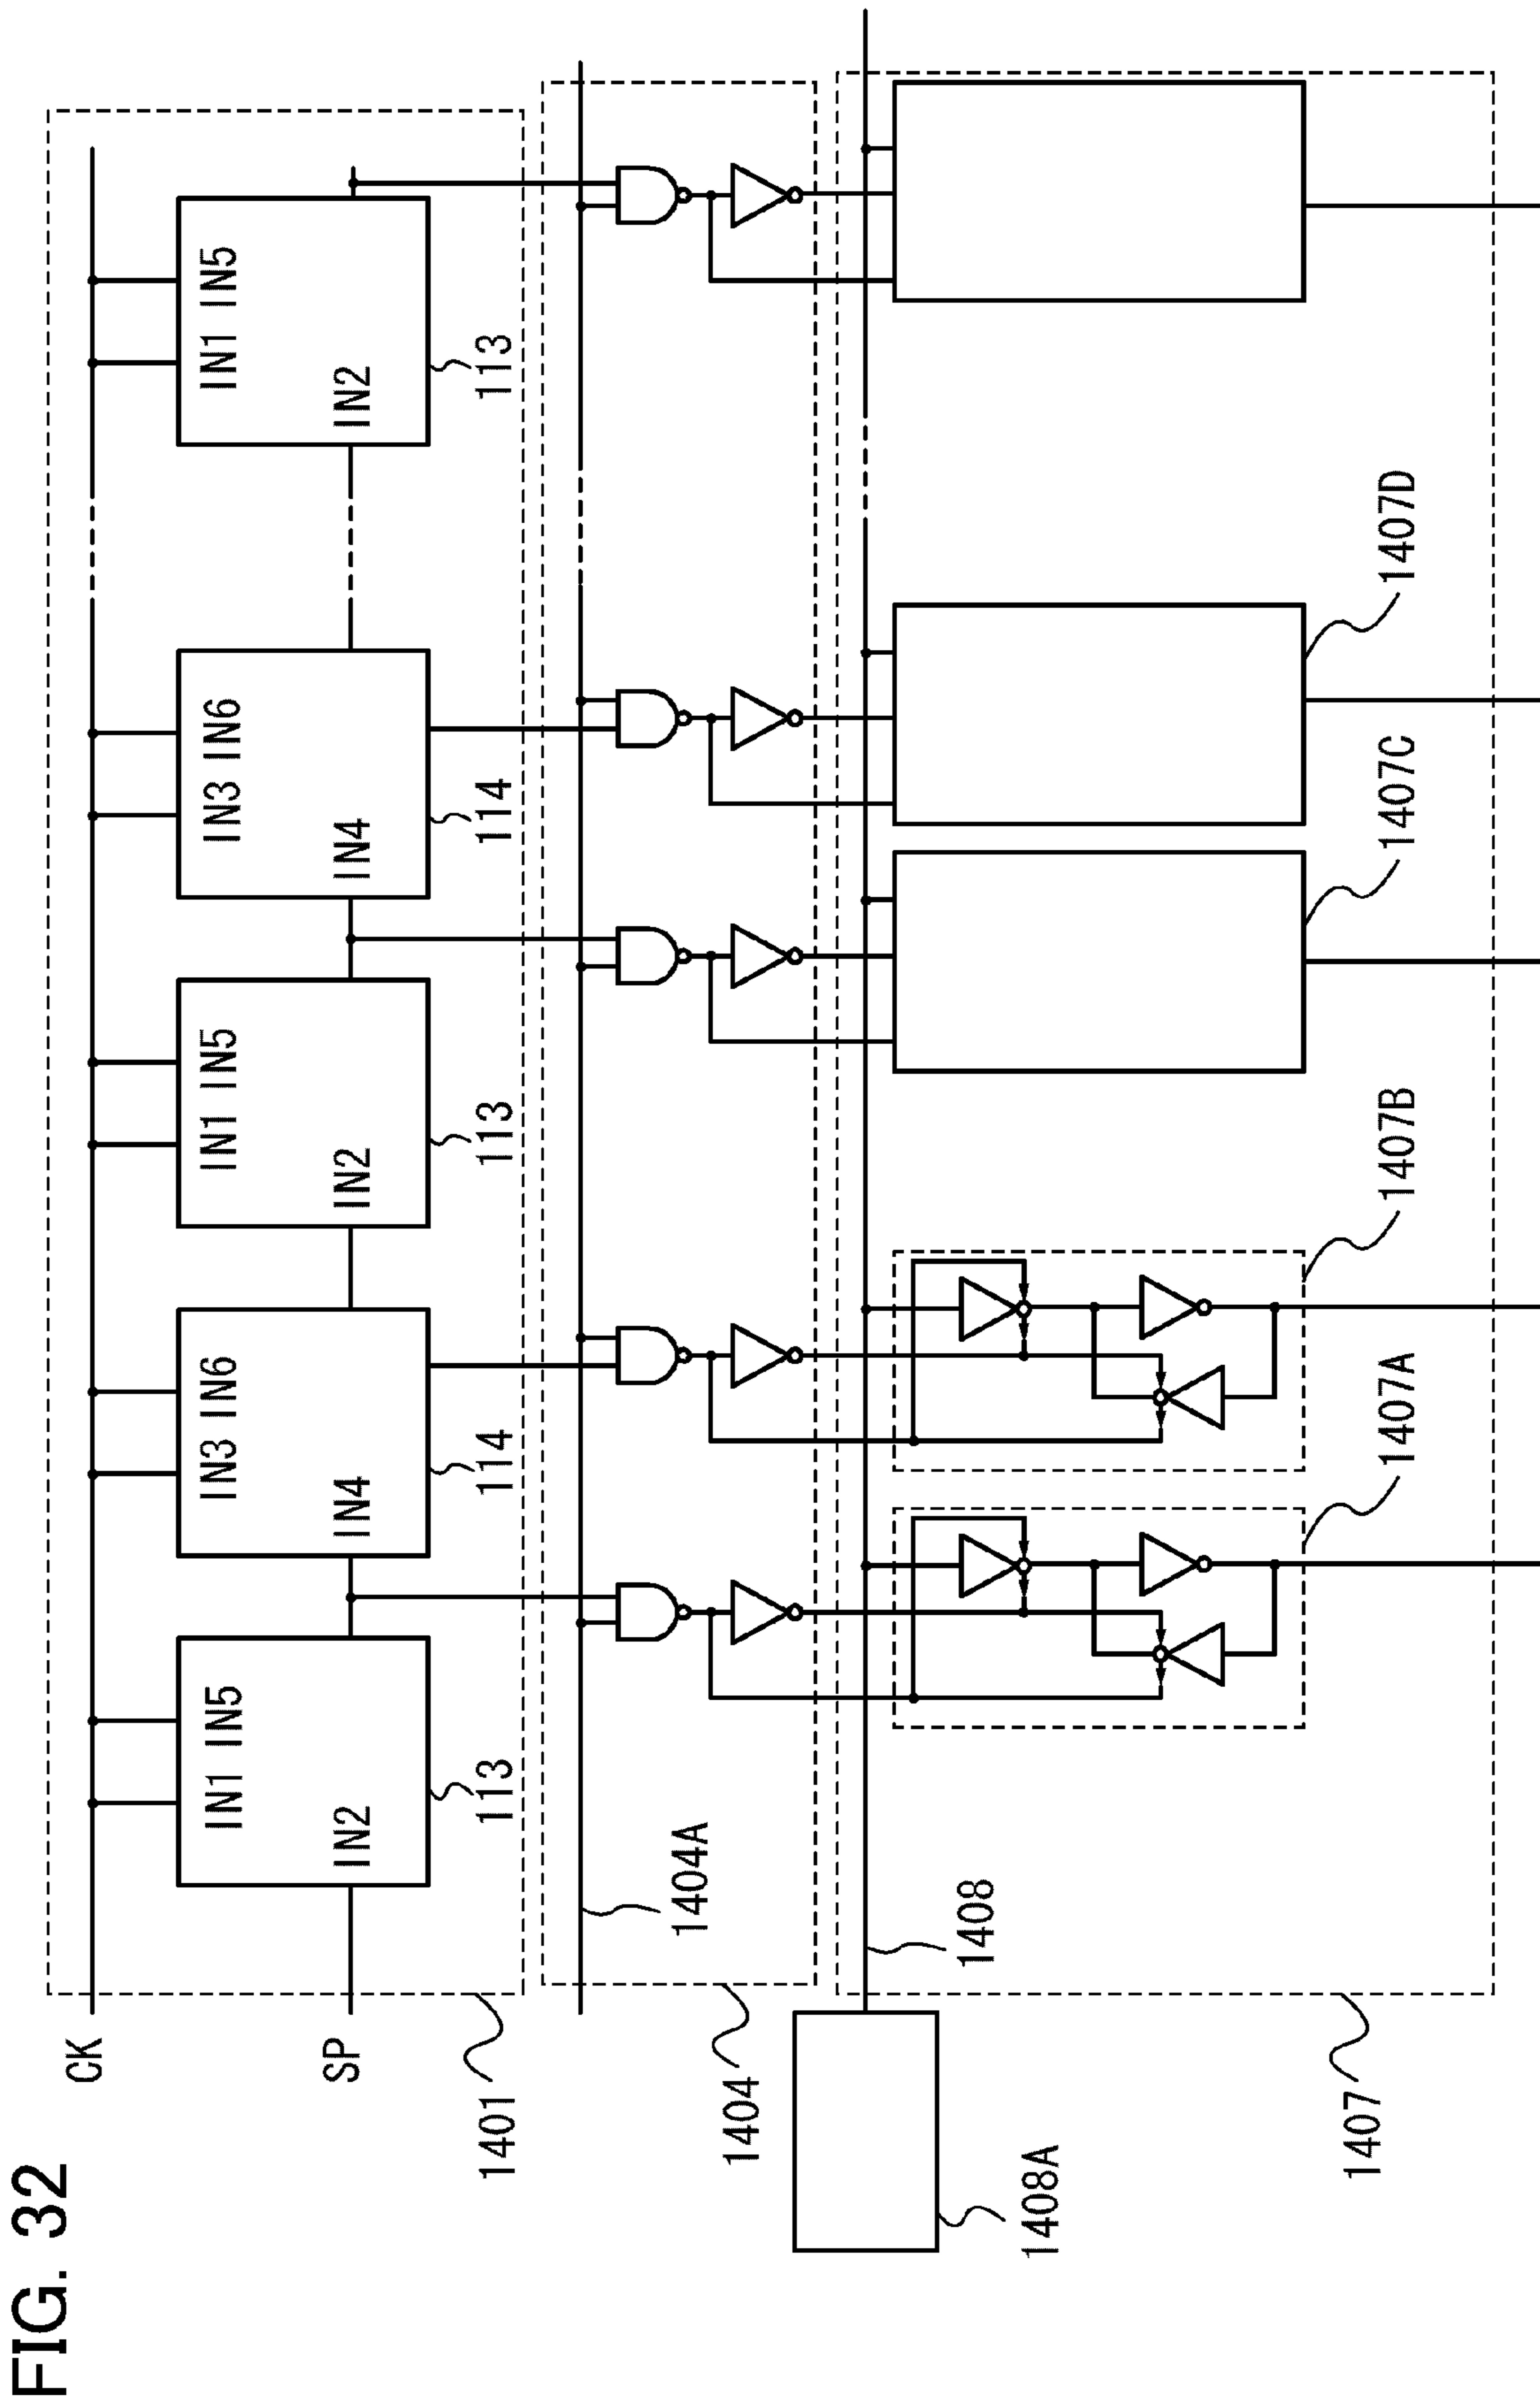 FIG. 32
CK
SP
1401
IN1 IN5
IN2
113
IN3 IN6
IN4
114
IN1 IN5
IN2
113
IN3 IN6
IN4
114
IN1 IN5
IN2
113
1404
1404A
1408A
1408
1407
1407A
1407B
1407C
1407D